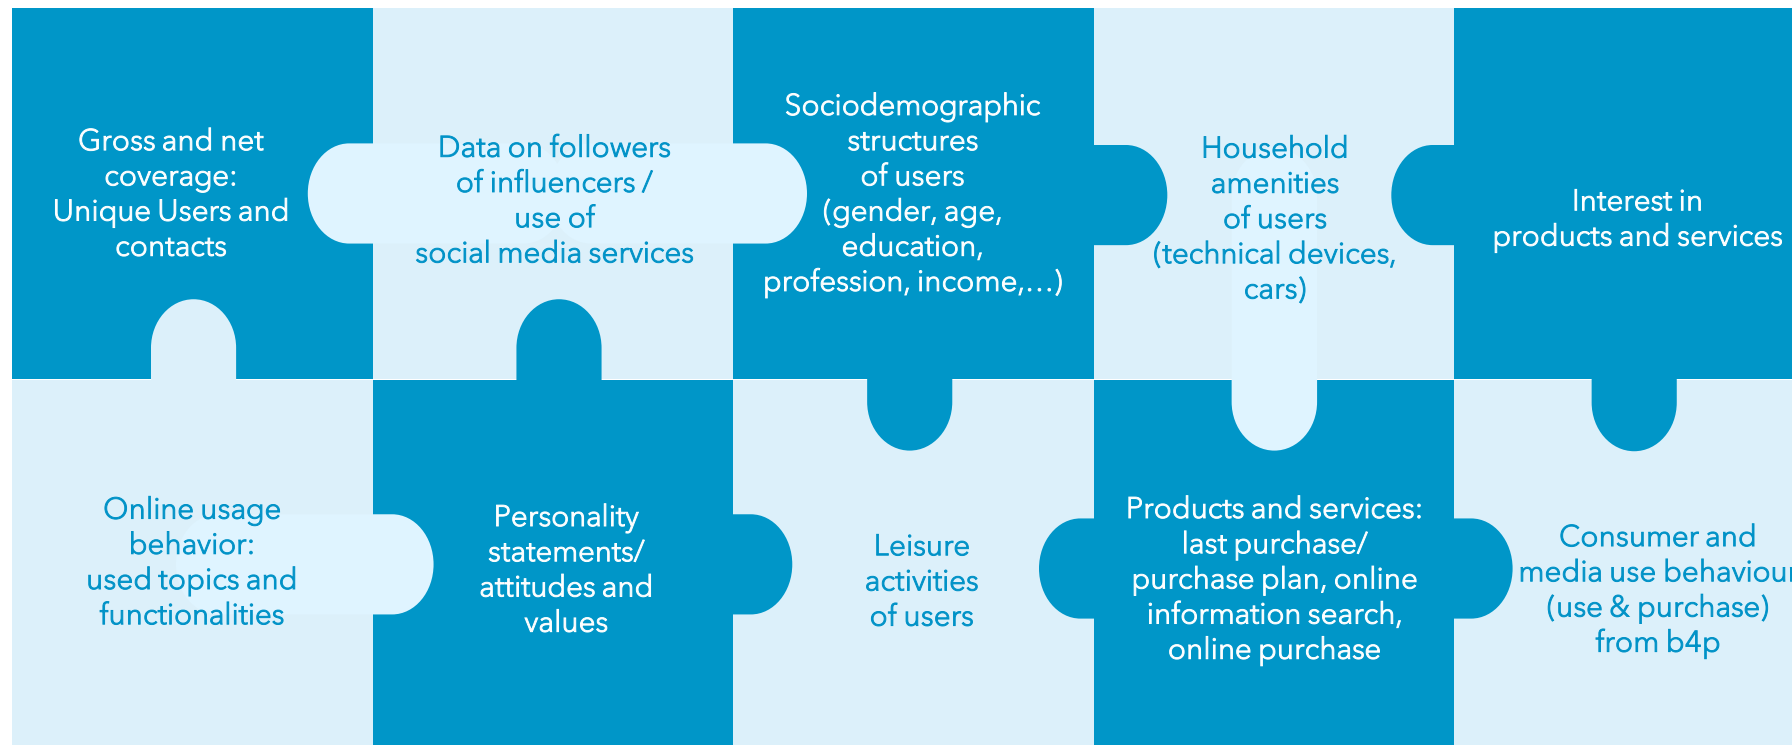 Gross and net
coverage:
Unique Users and
contacts
Data on followers
of influencers /
use of
social media services
Sociodemographic
structures
of users
(gender, age,
education,
profession, income,…)
Household
amenities
of users
(technical devices,
cars)
Interest in
products and services
Online usage
behavior:
used topics and
functionalities
Personality
statements/
attitudes and
values
Leisure
activities
of users
Products and services:
last purchase/
purchase plan, online
information search,
online purchase
Consumer and
media use behaviour
(use & purchase)
from b4p